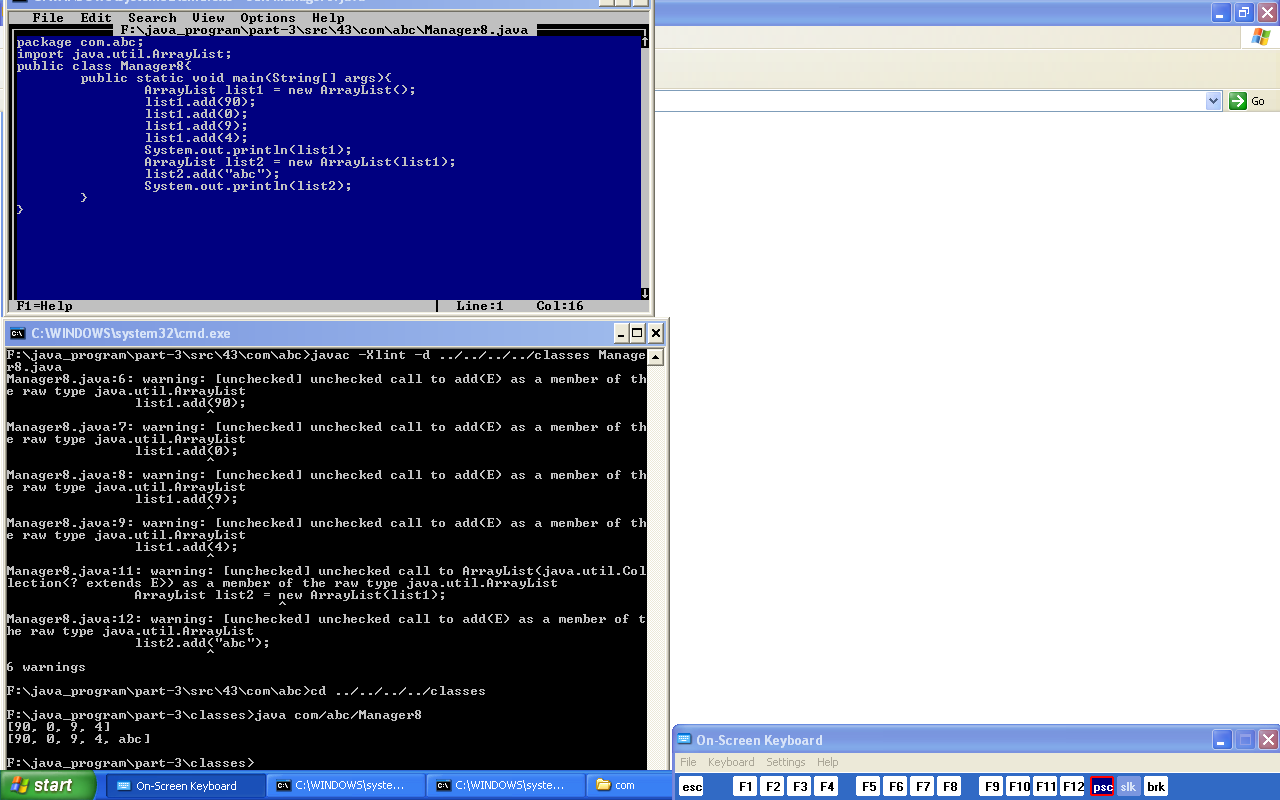 File Edit Search View Options Help
F:\java_program\part-3\src\43\com\abc\Manager8.java
package com.abc;
import java.util.ArrayList;
public class Manager8{
public static void main(String[] args){
ArrayList list1 = new ArrayList();
list1.add(90);
list1.add(0);
list1.add(9);
list1.add(4);
System.out.println(list1);
ArrayList list2 = new ArrayList(list1);
list2.add("abc");
System.out.println(list2);
}
}
F1=Help Line:1 Col:16
Go
C:\WINDOWS\system32\cmd.exe
F:\java_program\part-3\src\43\com\abc>javac -Xlint -d ../../../../classes Manage
r8.java
Manager8.java:6: warning: [unchecked] unchecked call to add(E) as a member of th
e raw type java.util.ArrayList
list1.add(90);
^
Manager8.java:7: warning: [unchecked] unchecked call to add(E) as a member of th
e raw type java.util.ArrayList
list1.add(0);
^
Manager8.java:8: warning: [unchecked] unchecked call to add(E) as a member of th
e raw type java.util.ArrayList
list1.add(9);
^
Manager8.java:9: warning: [unchecked] unchecked call to add(E) as a member of th
e raw type java.util.ArrayList
list1.add(4);
^
Manager8.java:11: warning: [unchecked] unchecked call to ArrayList(java.util.Col
lection<? extends E>) as a member of the raw type java.util.ArrayList
ArrayList list2 = new ArrayList(list1);
^
Manager8.java:12: warning: [unchecked] unchecked call to add(E) as a member of t
he raw type java.util.ArrayList
list2.add("abc");
^
6 warnings
F:\java_program\part-3\src\43\com\abc>cd ../../../../classes
F:\java_program\part-3\classes>java com/abc/Manager8
[90, 0, 9, 4]
[90, 0, 9, 4, abc]
F:\java_program\part-3\classes>
On-Screen Keyboard
File Keyboard Settings Help
esc F1 F2 F3 F4 F5 F6 F7 F8 F9 F10 F11 F12 psc slk brk
start On-Screen Keyboard C:\WINDOWS\syste... C:\WINDOWS\syste... com